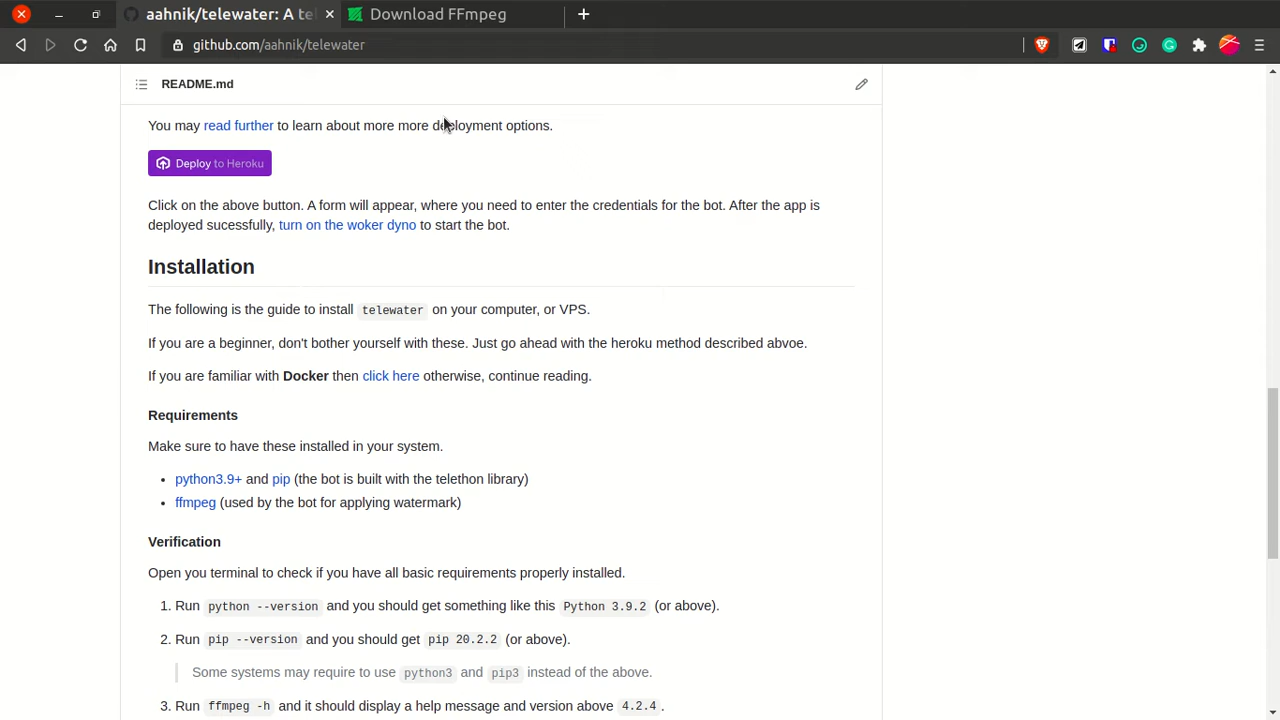 aahnik/telewater: A te
Download FFmpeg
github.com/aahnik/telewater
README.md
You may read further to learn about more more deployment options.
Deploy to Heroku
Click on the above button. A form will appear, where you need to enter the credentials for the bot. After the app is
deployed sucessfully, turn on the woker dyno to start the bot.
Installation
The following is the guide to install telewater on your computer, or VPS.
If you are a beginner, don't bother yourself with these. Just go ahead with the heroku method described abvoe.
If you are familiar with Docker then click here otherwise, continue reading.
Requirements
Make sure to have these installed in your system.
• python3.9+ and pip (the bot is built with the telethon library)
• ffmpeg (used by the bot for applying watermark)
Verification
Open you terminal to check if you have all basic requirements properly installed.
1. Run python --version and you should get something like this Python 3.9.2 (or above).
2. Run pip --version and you should get pip 20.2.2 (or above).
Some systems may require to use python3 and pip3 instead of the above.
3. Run ffmpeg -h and it should display a help message and version above 4.2.4 .